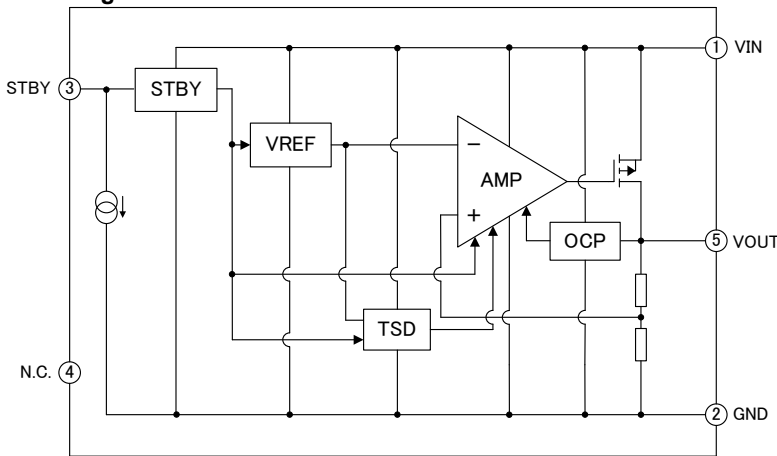 1 VIN
STBY 3 STBY
VREF
−
AMP
+
OCP
5 VOUT
TSD
N.C. 4
2 GND